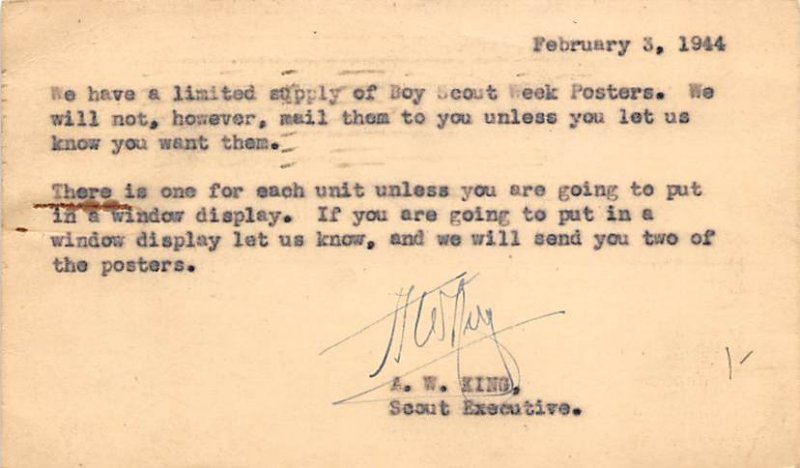 February 3, 1944
We have a limited supply of Boy Scout Week Posters. We
will not, however, mail them to you unless you let us
know you want them.
There is one for each unit unless you are going to put
in a window display. If you are going to put in a
window display let us know, and we will send you two of
the posters.
A W King
A. W. KING,
Scout Executive.